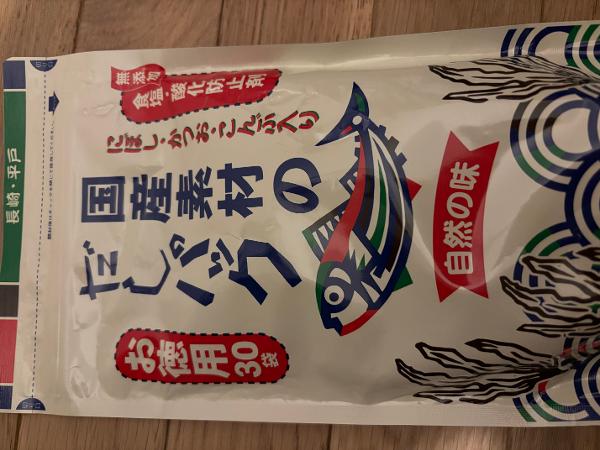 長崎・平戸
無添加
食塩・酸化防止剤
にぼし・かつお・こんぶ入り
国産素材の
だしパック
自然の味
お徳用30袋